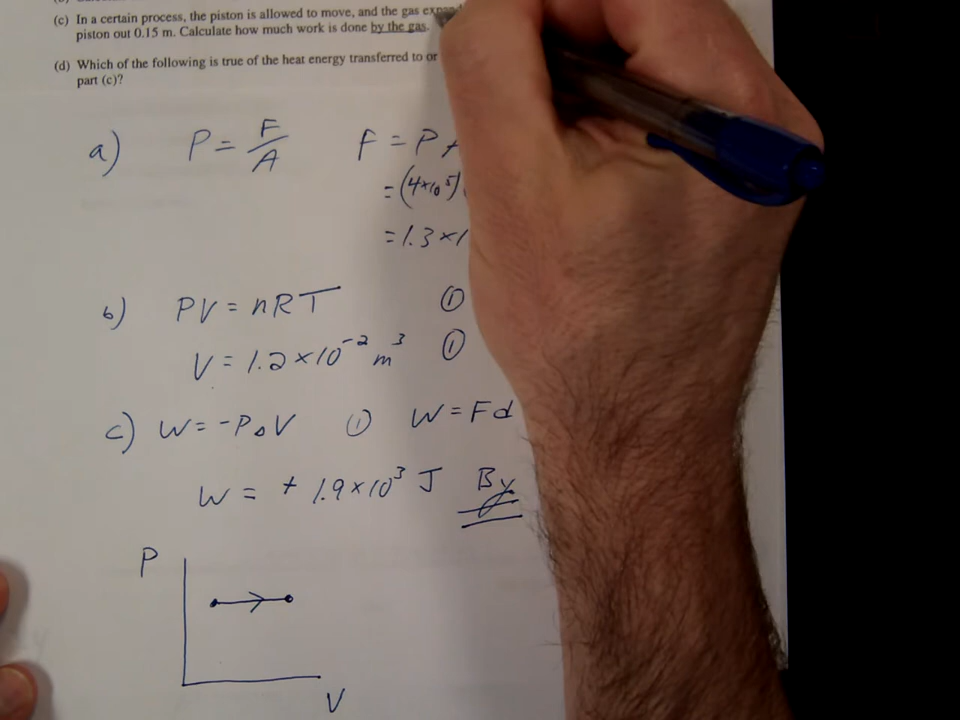 (c) In a certain process, the piston is allowed to move, and the gas
piston out 0.15 m. Calculate how much work is done by the gas.
(d) Which of the following is true of the heat energy transferred to or
part (c)?
a) P = F/A F = P
= (4×10⁵)
= 1.3 ×1
b) PV = nRT ①
V = 1.2 × 10⁻² m³ ①
c) W = -P△V ① W = Fd
W = + 1.9×10³ J By
P
V